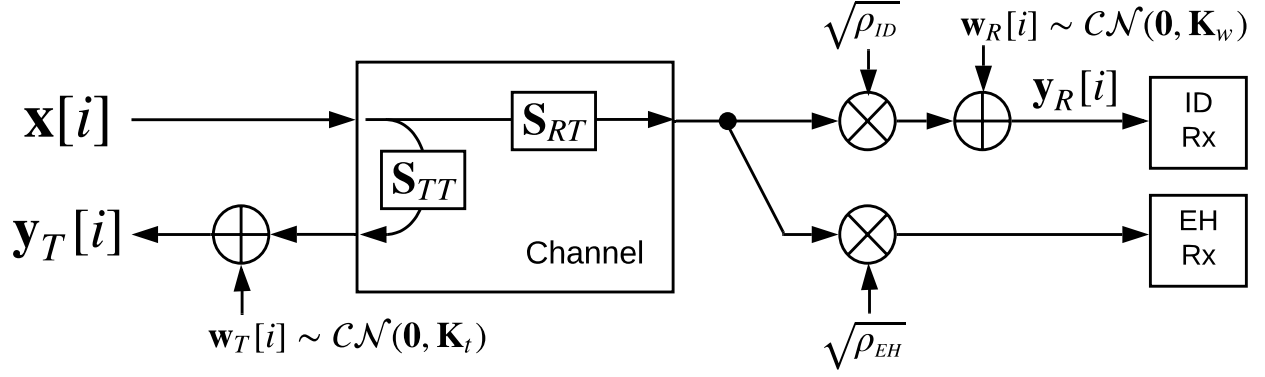 √ρ_ID
w_R[i] ∼ 𝒞𝒩(0, K_w)
x[i]
S_RT
y_R[i]
ID
Rx
S_TT
y_T[i]
Channel
EH
Rx
w_T[i] ∼ 𝒞𝒩(0, K_t)
√ρ_EH